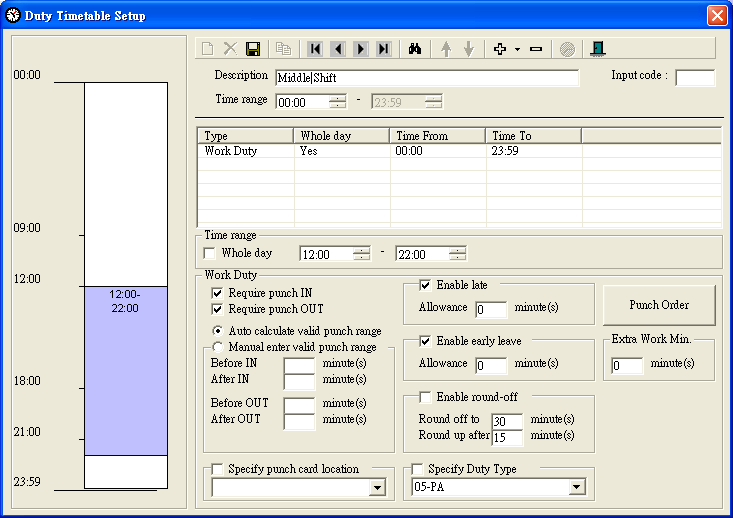 Duty Timetable Setup
00:00
09:00
12:00
12:00-
22:00
18:00
21:00
23:59
Description Middle Shift Input code :
Time range 00:00 - 23:59
Type Whole day Time From Time To
Work Duty Yes 00:00 23:59
Time range
Whole day 12:00 - 22:00
Work Duty
Require punch IN
Require punch OUT
Auto calculate valid punch range
Manual enter valid punch range
Before IN minute(s)
After IN minute(s)
Before OUT minute(s)
After OUT minute(s)
Specify punch card location
Enable late
Allowance 0 minute(s)
Enable early leave
Allowance 0 minute(s)
Enable round-off
Round off to 30 minute(s)
Round up after 15 minute(s)
Specify Duty Type
05-PA
Punch Order
Extra Work Min.
0 minute(s)